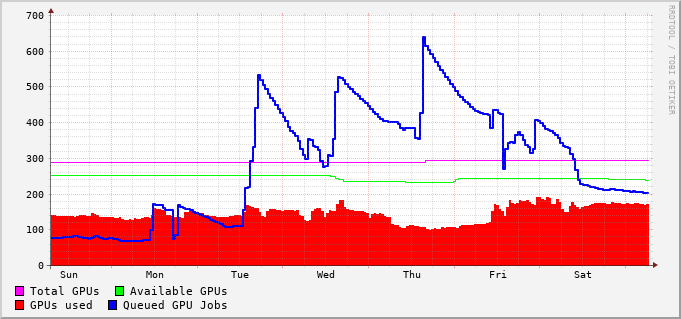 700
600
500
400
300
200
100
0
Sun Mon Tue Wed Thu Fri Sat
Total GPUs Available GPUs
GPUs used Queued GPU Jobs
RRDTOOL / TOBI OETIKER